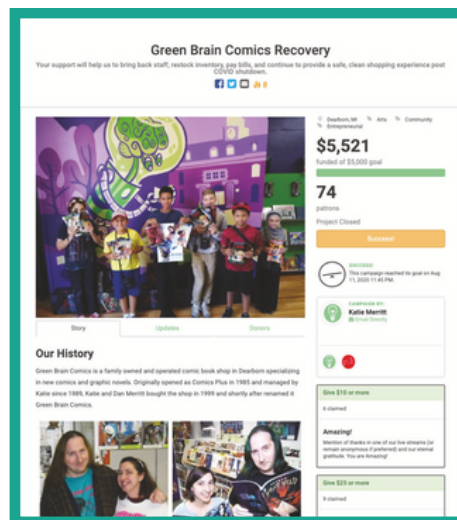 Green Brain Comics Recovery
Your support will help us to bring back staff, restock inventory, pay bills, and continue to provide a safe, clean shopping experience post
COVID shutdown.
8
Dearborn, MI Arts Community
Entrepreneurial
$5,521
funded of $5,000 goal
74
patrons
Project Closed
Success!
SUCCESS!
This campaign reached its goal on Aug
11, 2020 11:45 PM.
CAMPAIGN BY:
Katie Merritt
Email Directly
Story Updates Donors
Our History
Green Brain Comics is a family owned and operated comic book shop in Dearborn specializing
in new comics and graphic novels. Originally opened as Comics Plus in 1985 and managed by
Katie since 1989, Katie and Dan Merritt bought the shop in 1999 and shortly after renamed it
Green Brain Comics.
Give $10 or more
6 claimed
Amazing!
Mention of thanks in one of our live streams (or
remain anonymous if preferred) and our eternal
gratitude. You are Amazing!
Give $25 or more
9 claimed